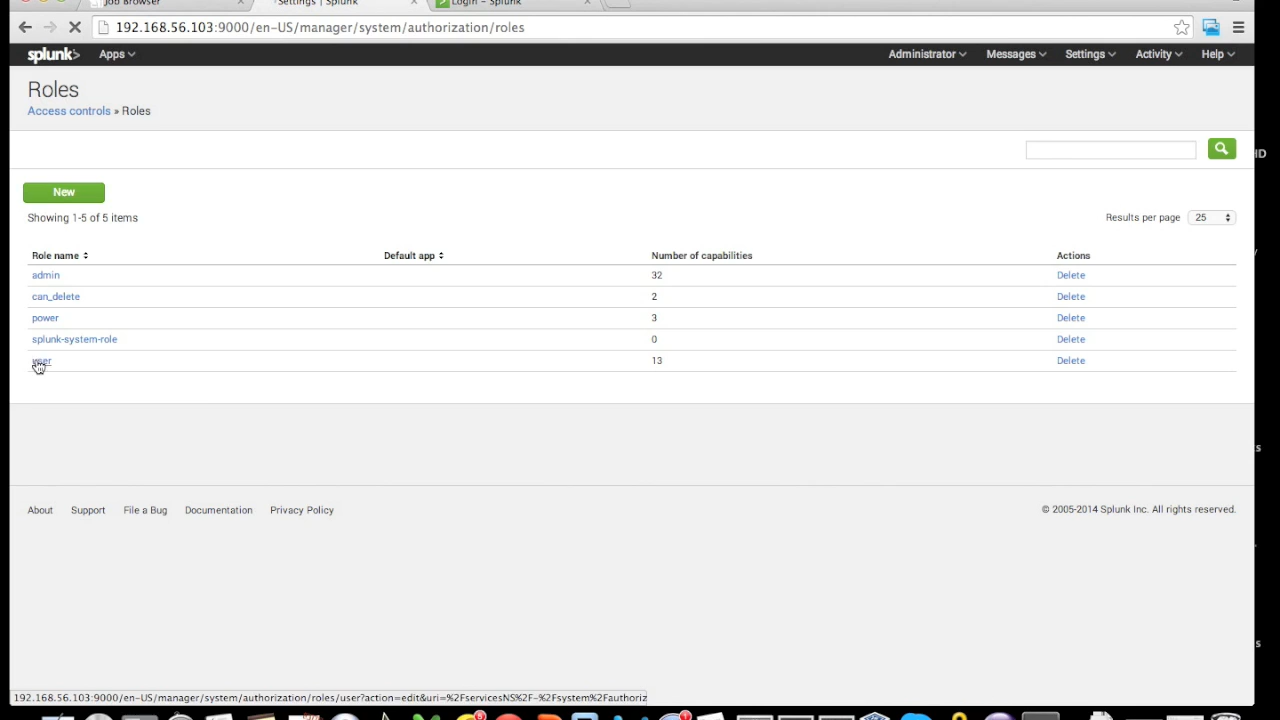 Job Browser
Settings | Splunk
Login - Splunk
192.168.56.103:9000/en-US/manager/system/authorization/roles
splunk> Apps Administrator Messages Settings Activity Help
Roles
Access controls » Roles
HD
New
Showing 1-5 of 5 items
Results per page 25
Role name Default app Number of capabilities Actions
admin 32 Delete
can_delete 2 Delete
power 3 Delete
splunk-system-role 0 Delete
user 13 Delete
About Support File a Bug Documentation Privacy Policy
© 2005-2014 Splunk Inc. All rights reserved.
192.168.56.103:9000/en-US/manager/system/authorization/roles/user?action=edit&uri=%2FservicesNS%2F-%2Fsystem%2Fauthoriz